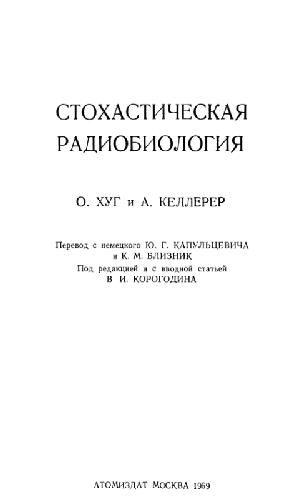 СТОХАСТИЧЕСКАЯ
РАДИОБИОЛОГИЯ
О. ХУГ и А. КЕЛЛЕРЕР
Перевод с немецкого Ю. Г. КАПУЛЬЦЕВИЧА
и К. М. БЛИЗНИК
Под редакцией и с вводной статьей
В И. КОРОГОДИНА
АТОМИЗДАТ МОСКВА 1969